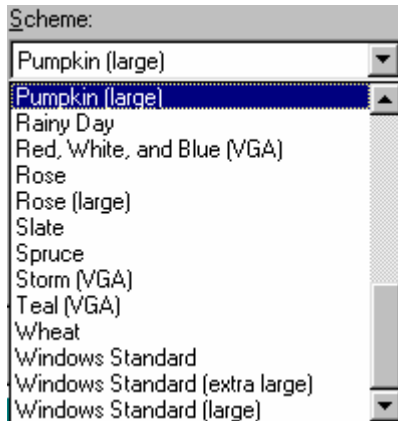 Scheme:
Pumpkin (large)
Pumpkin (large)
Rainy Day
Red, White, and Blue (VGA)
Rose
Rose (large)
Slate
Spruce
Storm (VGA)
Teal (VGA)
Wheat
Windows Standard
Windows Standard (extra large)
Windows Standard (large)